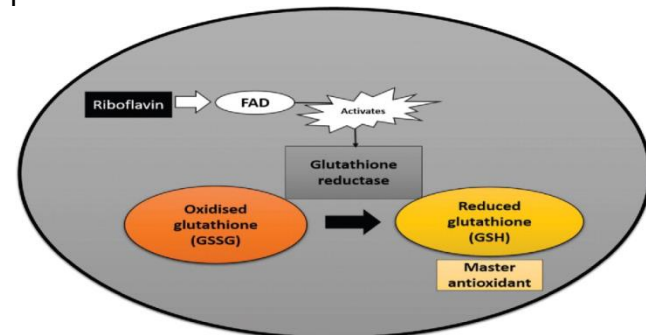 Riboflavin
FAD
Activates
Glutathione
reductase
Oxidised
glutathione
(GSSG)
Reduced
glutathione
(GSH)
Master
antioxidant